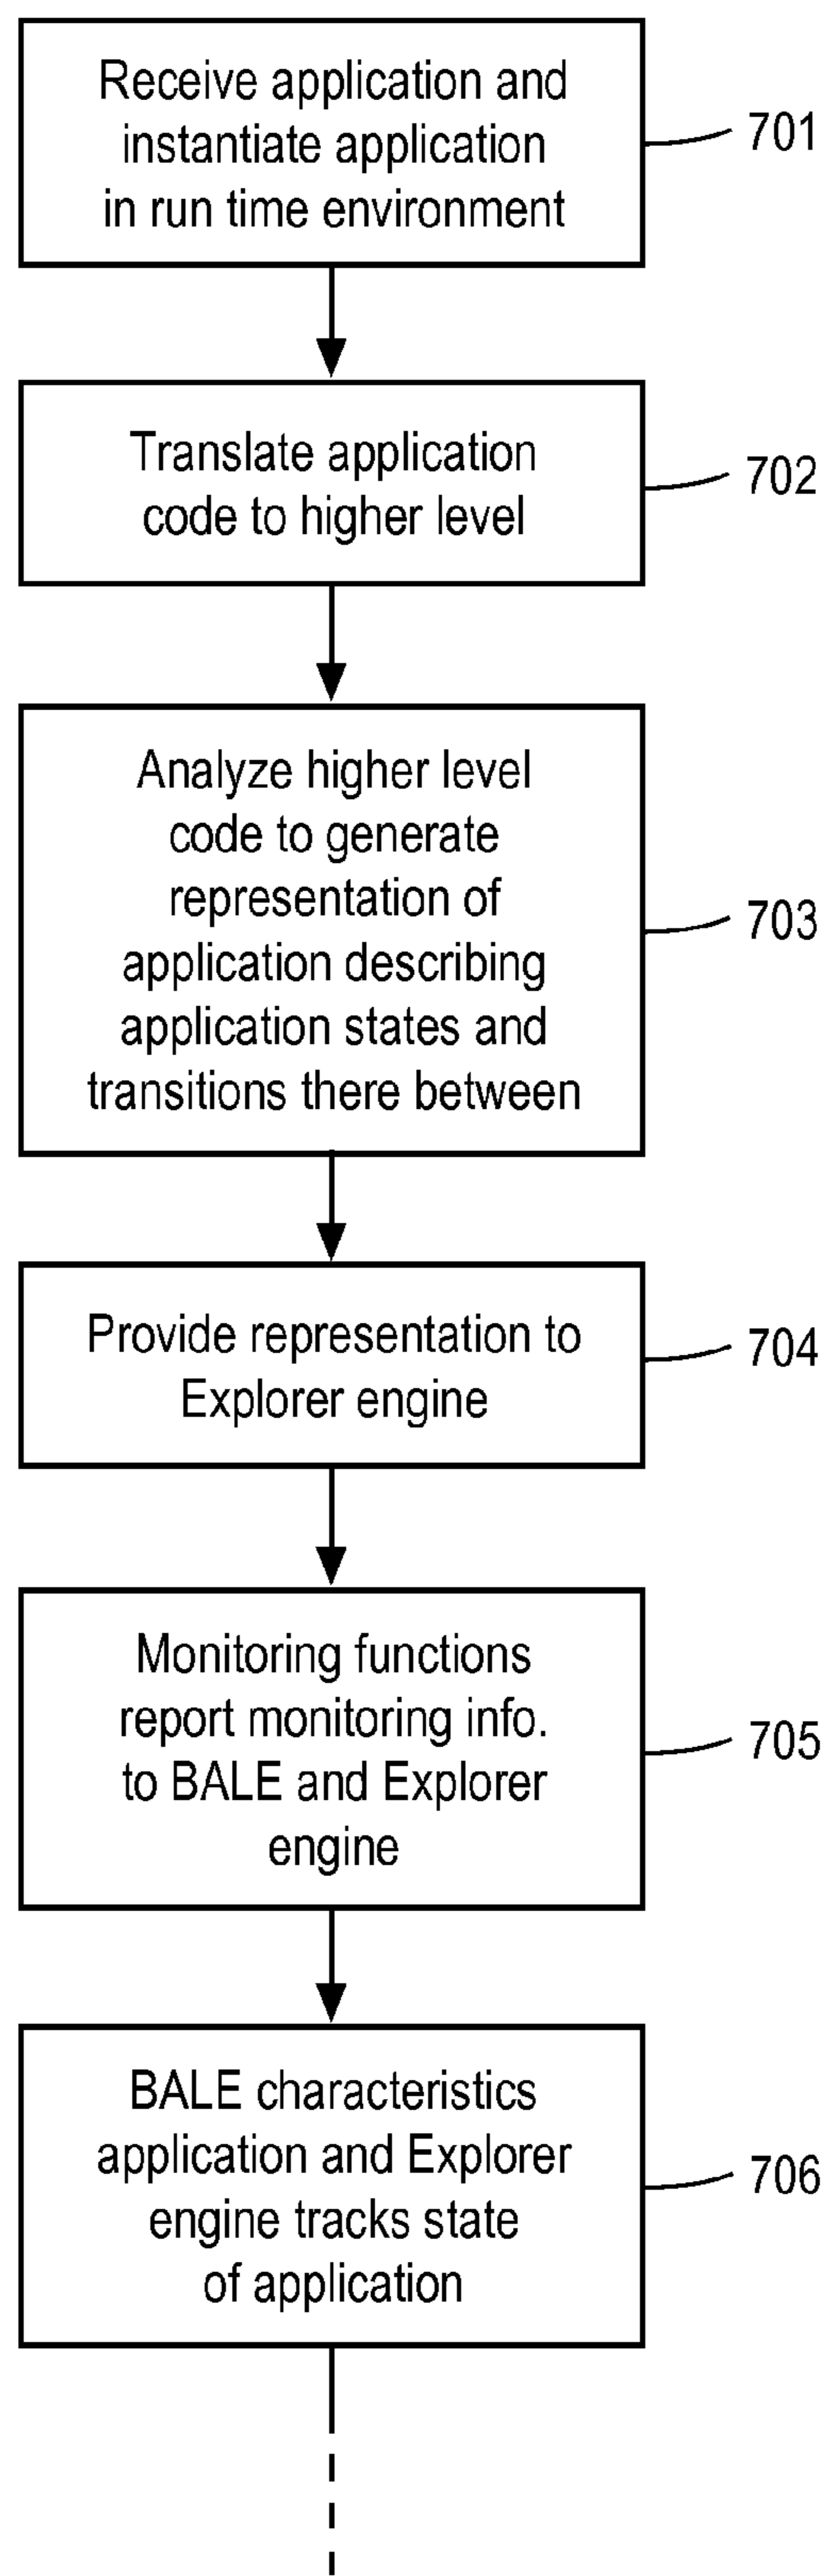 Receive application and
instantiate application
in run time environment
701
Translate application
code to higher level
702
Analyze higher level
code to generate
representation of
application describing
application states and
transitions there between
703
Provide representation to
Explorer engine
704
Monitoring functions
report monitoring info.
to BALE and Explorer
engine
705
BALE characteristics
application and Explorer
engine tracks state
of application
706